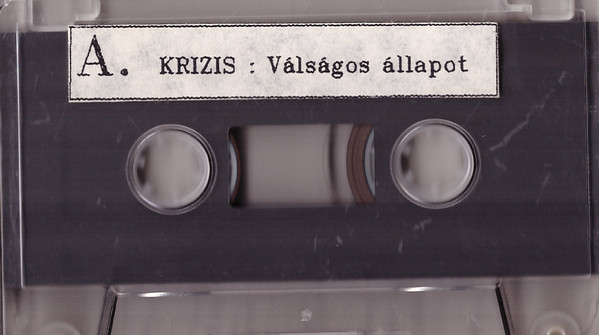 A. KRIZIS : Válságos állapot